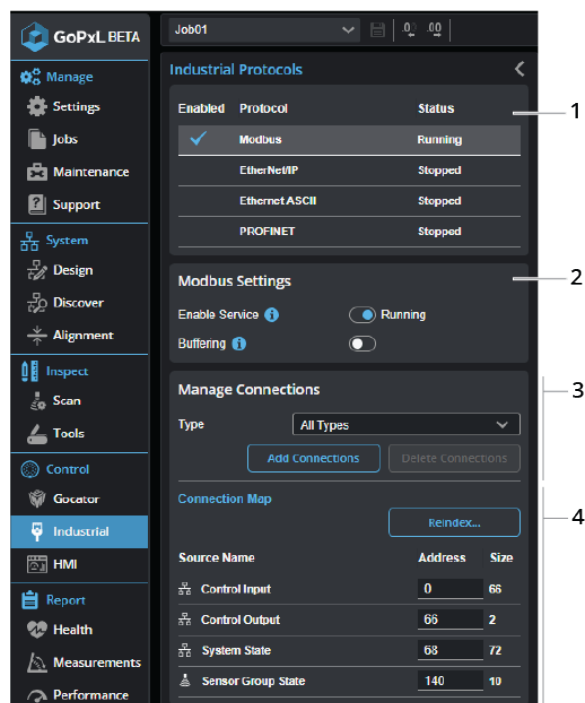 GoPxL BETA
Manage
Settings
Jobs
Maintenance
Support
System
Design
Discover
Alignment
Inspect
Scan
Tools
Control
Gocator
Industrial
HMI
Report
Health
Measurements
Performance
Job01
.0 .00
Industrial Protocols
Enabled Protocol Status
Modbus Running
EtherNet/IP Stopped
Ethernet ASCII Stopped
PROFINET Stopped
Modbus Settings
Enable Service Running
Buffering
Manage Connections
Type All Types
Add Connections Delete Connections
Connection Map
Reindex...
Source Name Address Size
Control Input 0 66
Control Output 66 2
System State 68 72
Sensor Group State 140 10
1
2
3
4